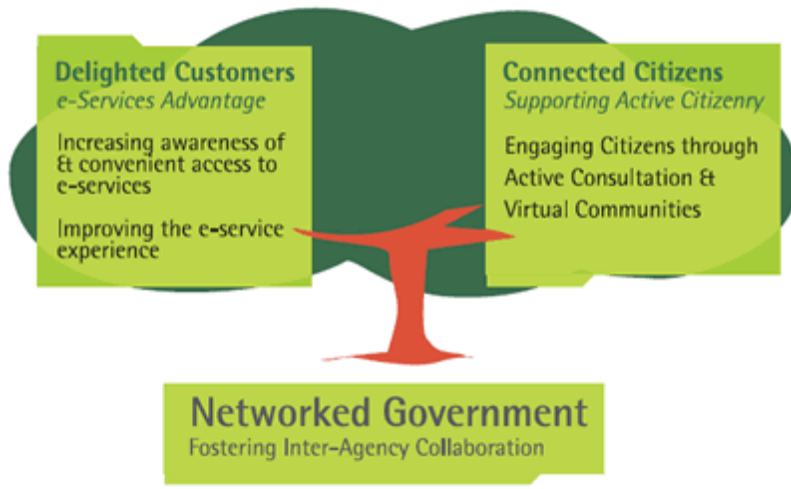 Delighted Customers
e-Services Advantage
Increasing awareness of
& convenient access to
e-services
Improving the e-service
experience
Connected Citizens
Supporting Active Citizenry
Engaging Citizens through
Active Consultation &
Virtual Communities
Networked Government
Fostering Inter-Agency Collaboration